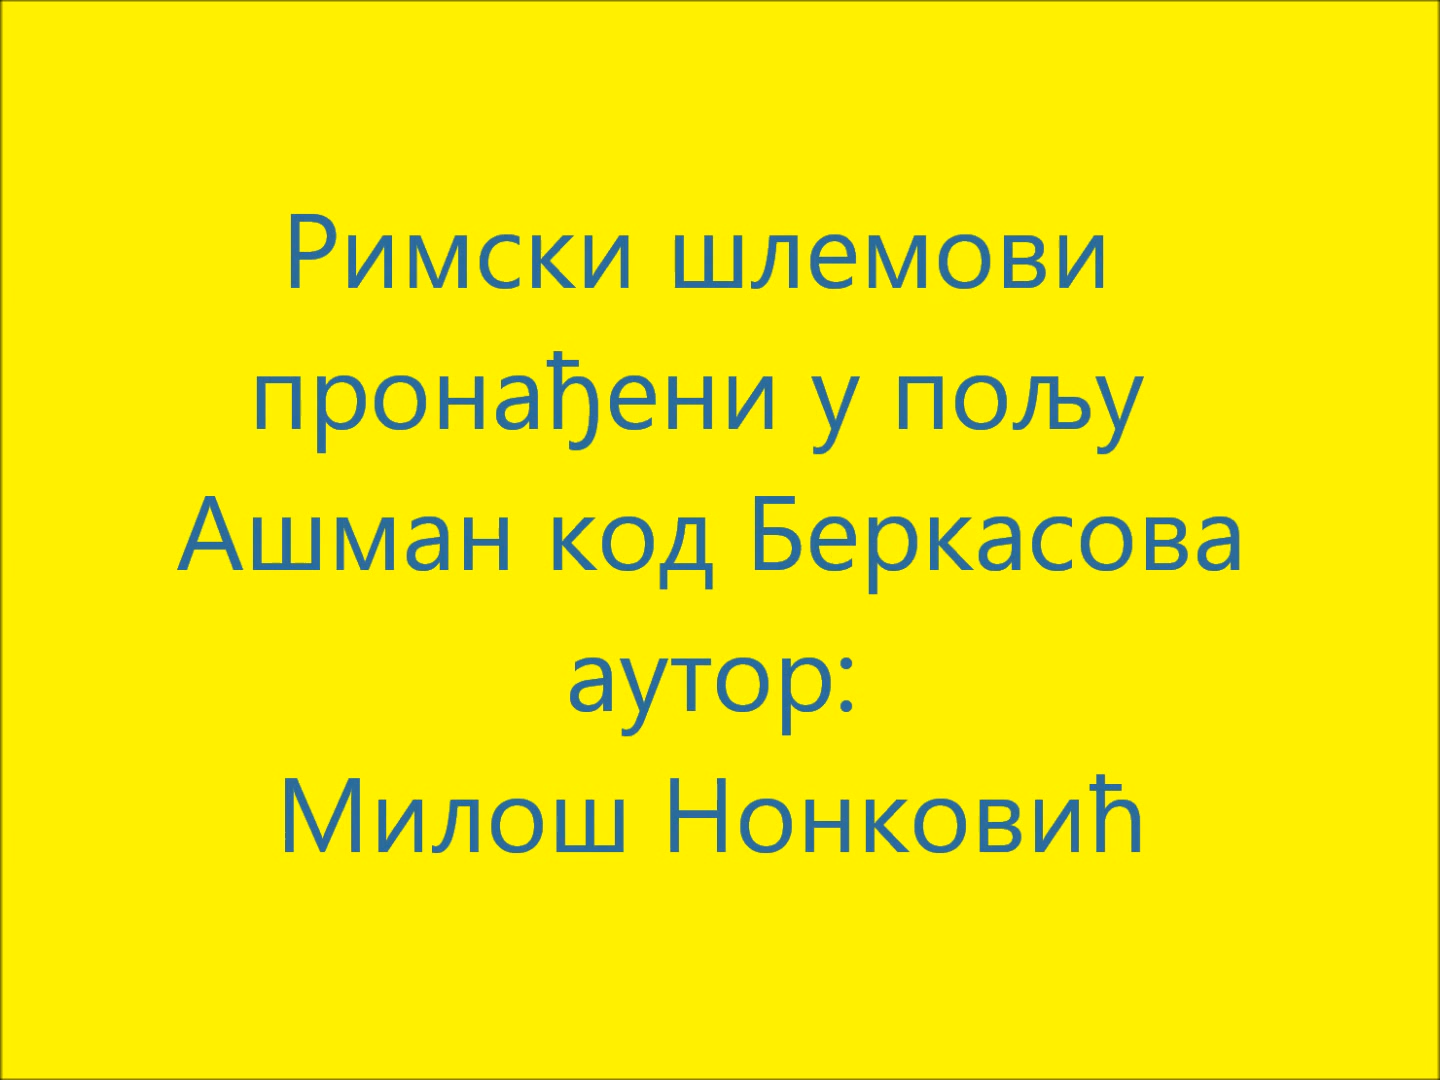 Римски шлемови
пронађени у пољу
Ашман код Беркасова
аутор:
Милош Нонковић